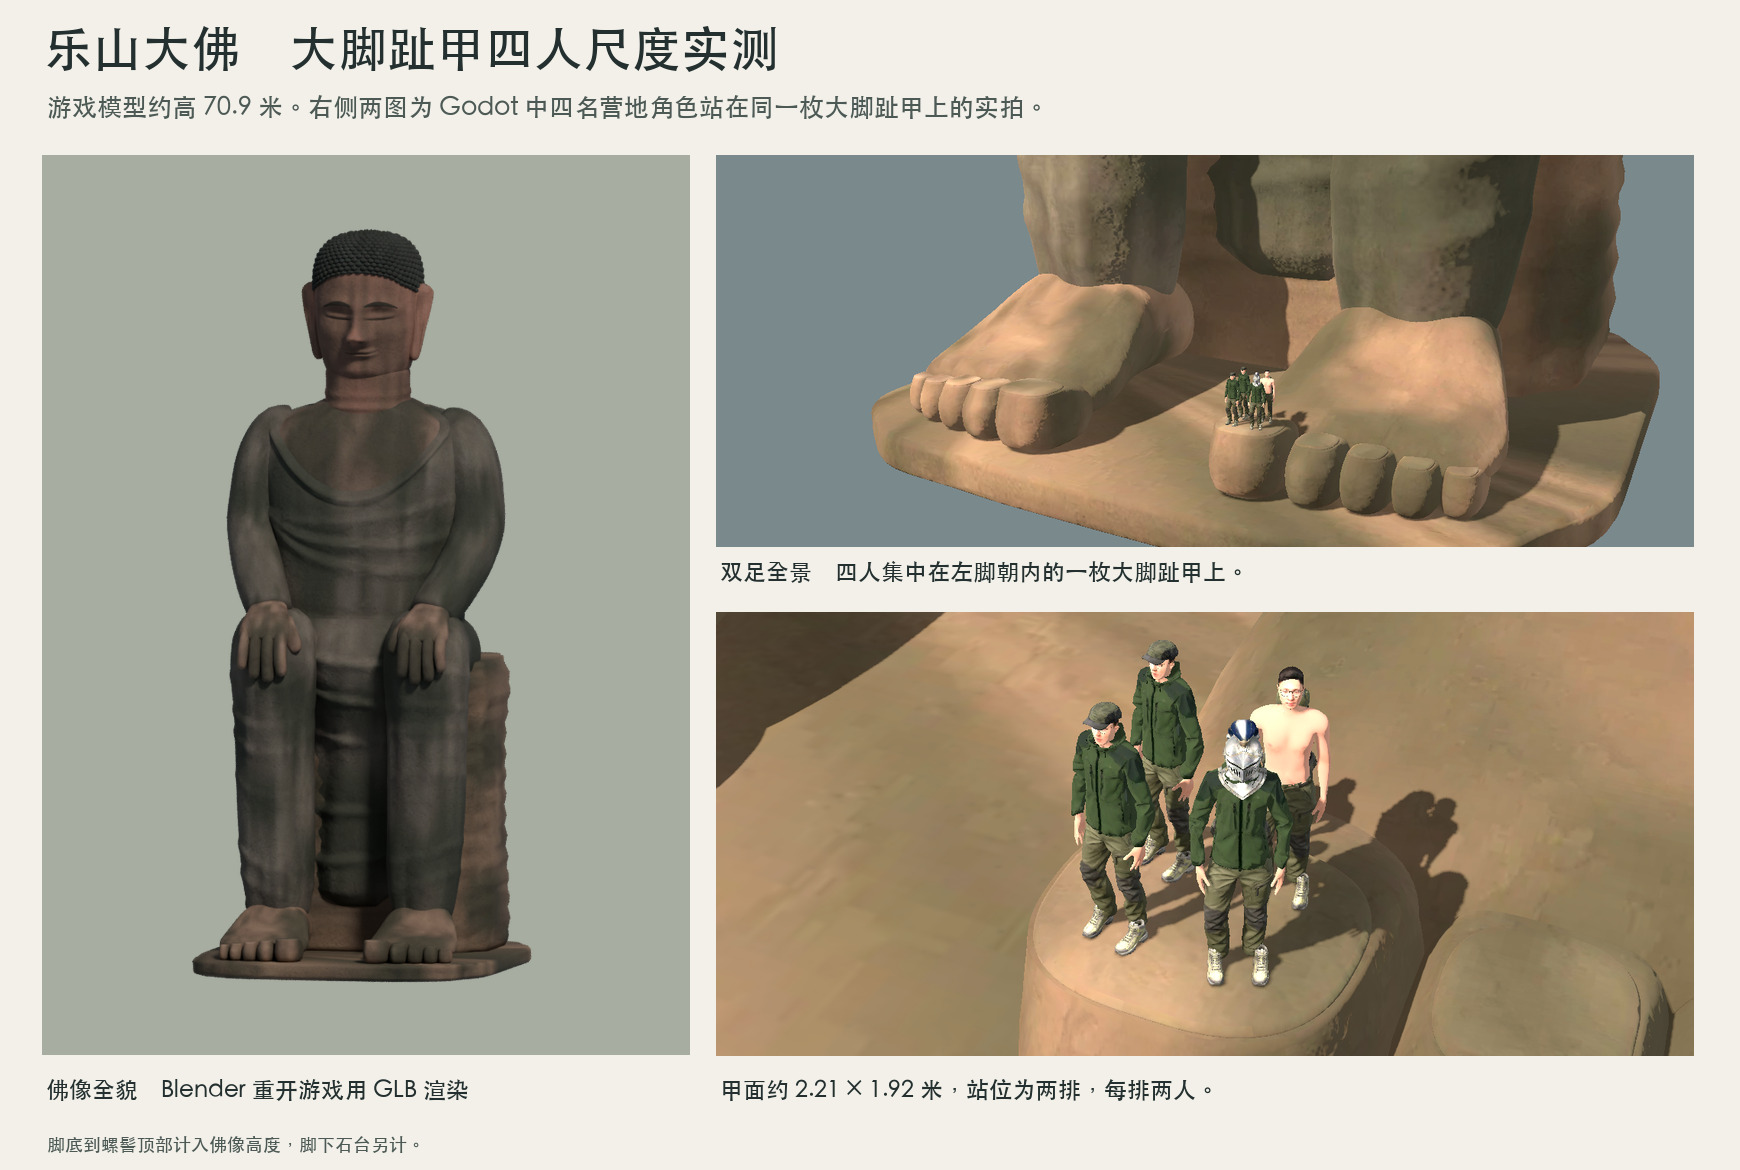 乐山大佛　大脚趾甲四人尺度实测
游戏模型约高 70.9 米。右侧两图为 Godot 中四名营地角色站在同一枚大脚趾甲上的实拍。
双足全景　四人集中在左脚朝内的一枚大脚趾甲上。
佛像全貌　Blender 重开游戏用 GLB 渲染
甲面约 2.21 × 1.92 米，站位为两排，每排两人。
脚底到螺髻顶部计入佛像高度，脚下石台另计。